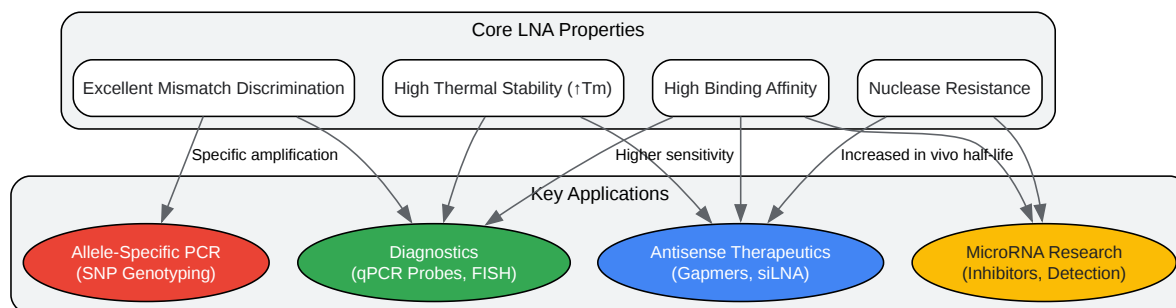 Core LNA Properties
Excellent Mismatch Discrimination
High Thermal Stability (↑Tm)
High Binding Affinity
Nuclease Resistance
Specific amplification
Higher sensitivity
Increased in vivo half-life
Key Applications
Allele-Specific PCR
(SNP Genotyping)
Diagnostics
(qPCR Probes, FISH)
Antisense Therapeutics
(Gapmers, siLNA)
MicroRNA Research
(Inhibitors, Detection)